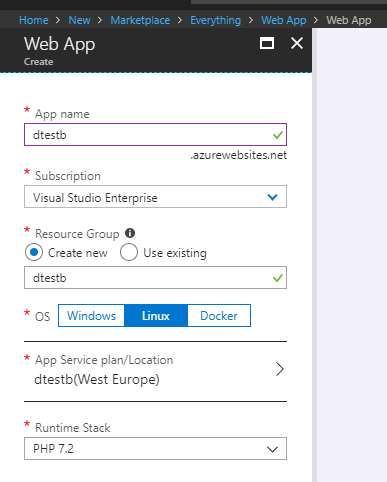 Home > New > Marketplace > Everything > Web App > Web App
Web App
Create
* App name
dtestb
.azurewebsites.net
* Subscription
Visual Studio Enterprise
* Resource Group
Create new Use existing
dtestb
* OS Windows Linux Docker
* App Service plan/Location
dtestb(West Europe)
* Runtime Stack
PHP 7.2